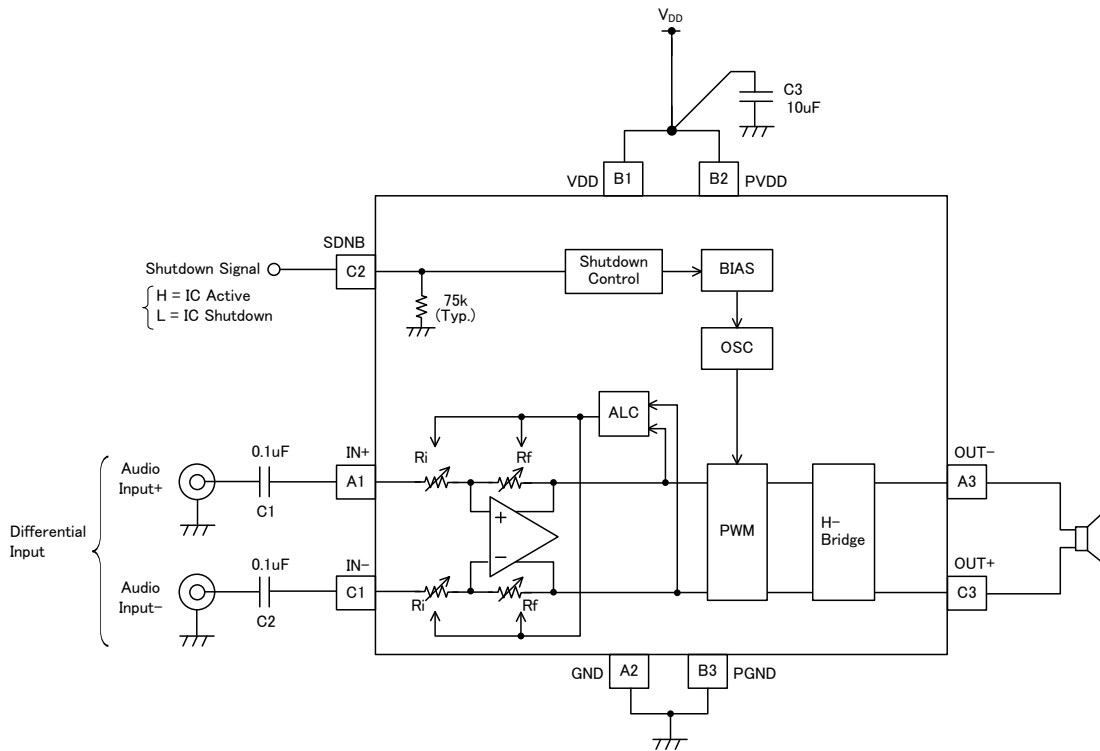 VDD
C3
10uF
VDD
B1
B2
PVDD
SDNB
Shutdown Signal
C2
H = IC Active
L = IC Shutdown
75k
(Typ.)
Shutdown
Control
BIAS
OSC
ALC
Differential
Input
Audio
Input+
0.1uF
C1
IN+
A1
Ri
Rf
+
−
Audio
Input−
0.1uF
C2
IN−
C1
Ri
Rf
PWM
H−
Bridge
OUT−
A3
OUT+
C3
GND
A2
B3
PGND